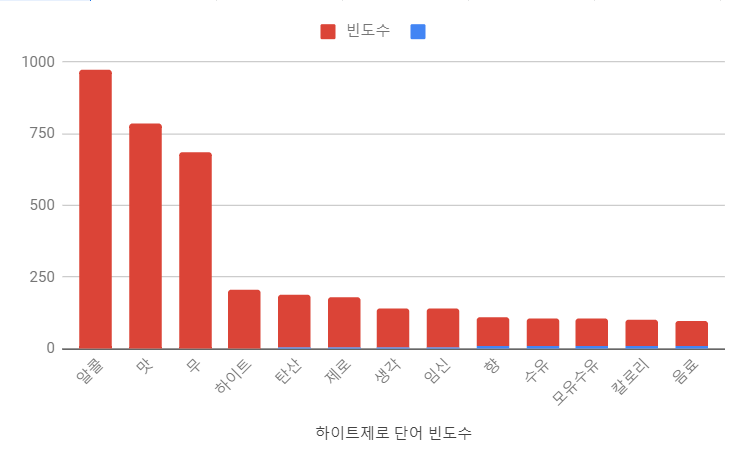 빈도수
1000
750
500
250
0
알콜
맛
무
하이트
탄산
제로
생각
임신
향
수유
모유수유
칼로리
음료
하이트제로 단어 빈도수